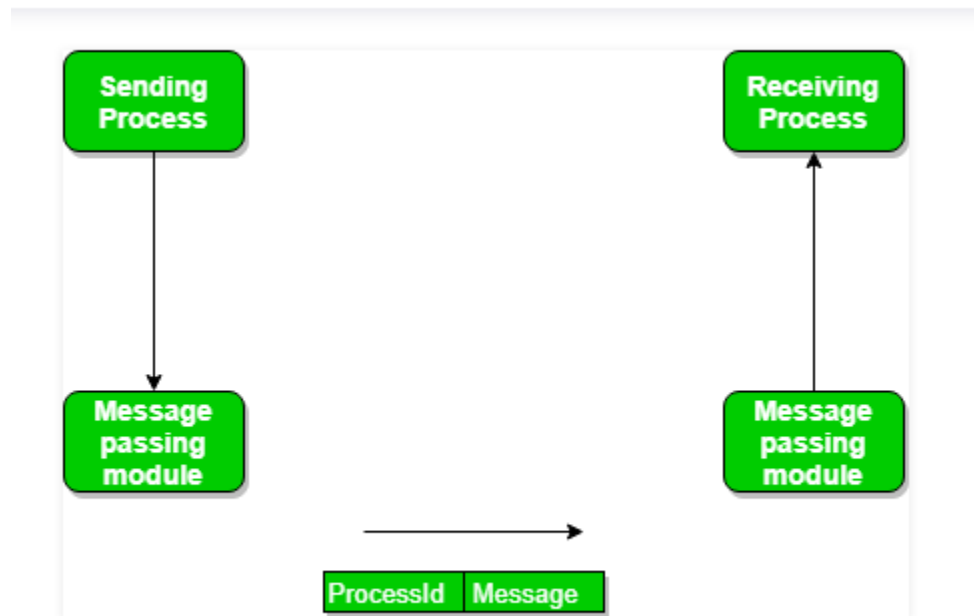 Sending
Process
Receiving
Process
Message
passing
module
Message
passing
module
ProcessId
Message